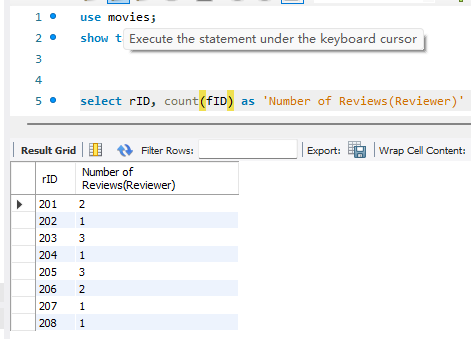 1 use movies;
2 show t
Execute the statement under the keyboard cursor
3
4
5 select rID, count(fID) as 'Number of Reviews(Reviewer)'
Result Grid Filter Rows: Export: Wrap Cell Content:
rID Number of
Reviews(Reviewer)
201 2
202 1
203 3
204 1
205 3
206 2
207 1
208 1